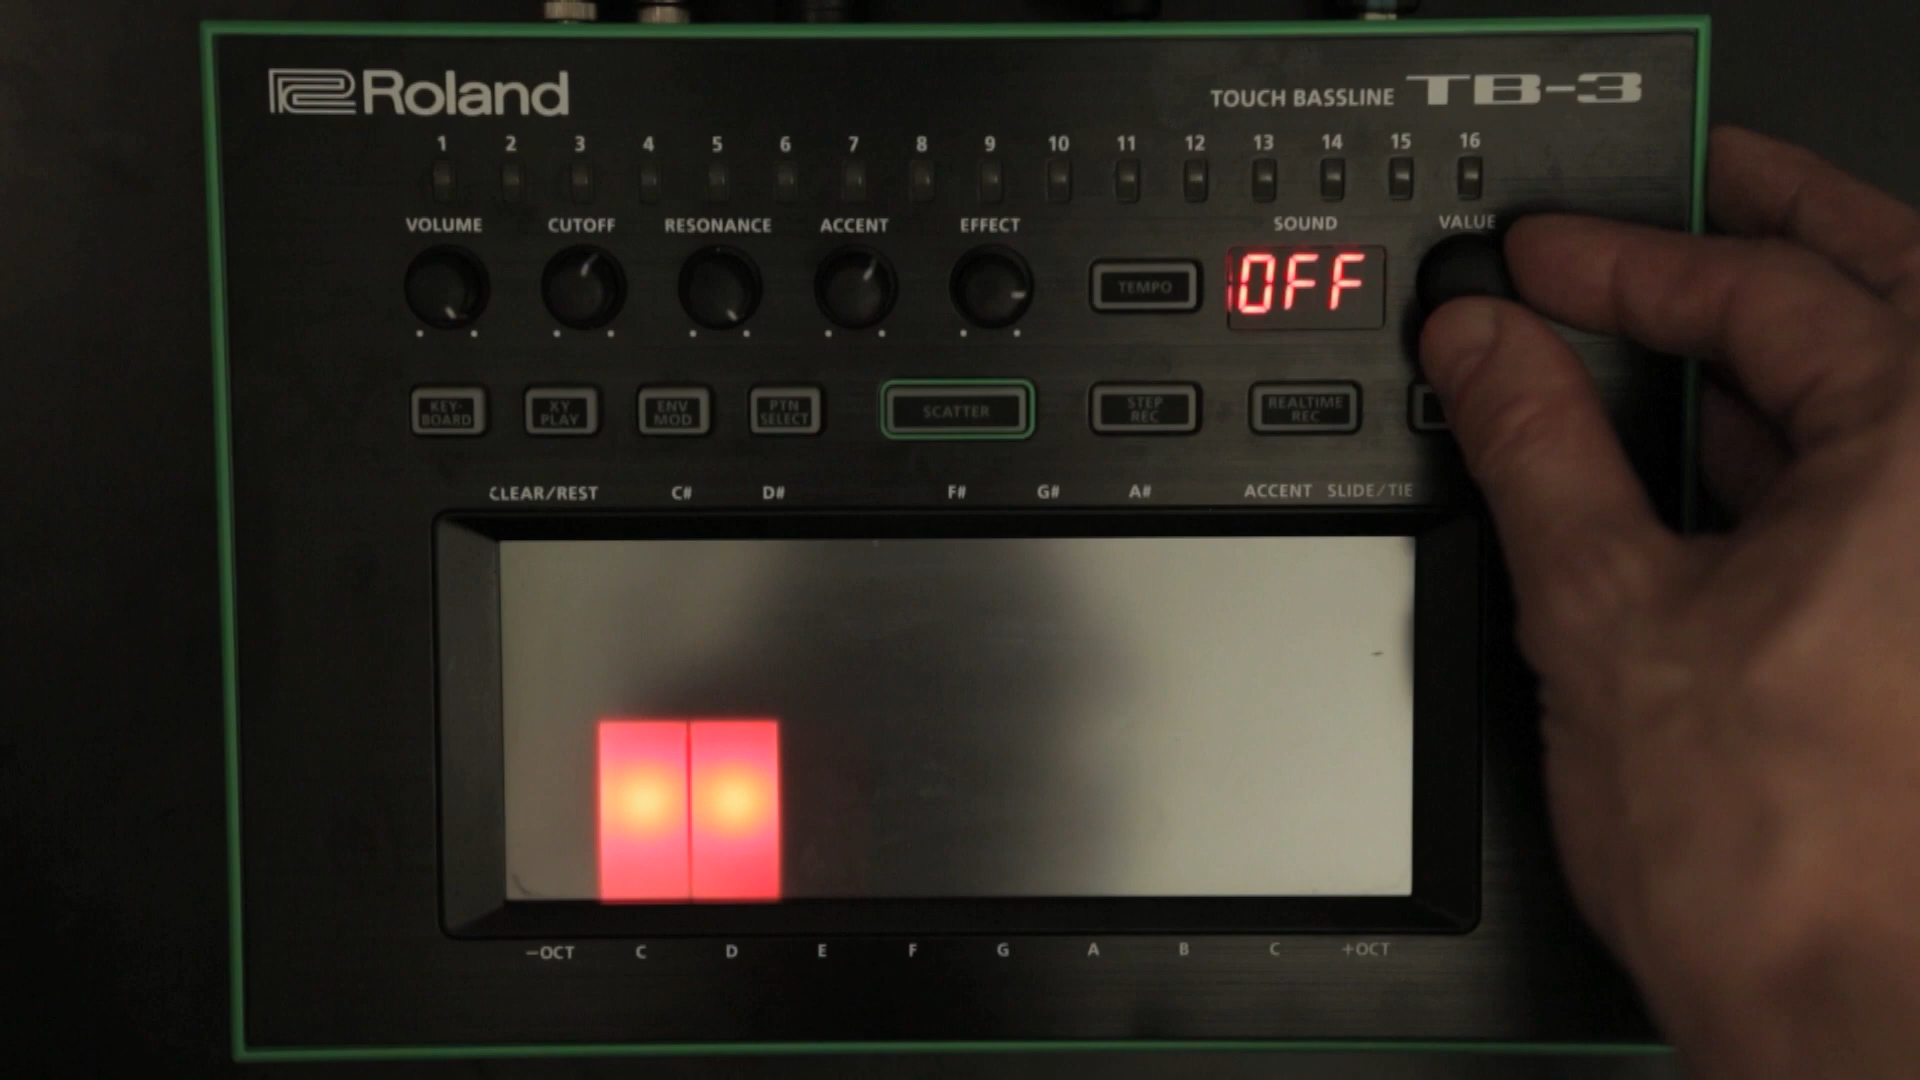 Roland
TOUCH BASSLINE TB-3
1 2 3 4 5 6 7 8 9 10 11 12 13 14 15 16
VOLUME CUTOFF RESONANCE ACCENT EFFECT SOUND VALUE
TEMPO OFF
KEY-
BOARD
XY
PLAY
ENV
MOD
PTN
SELECT
SCATTER
STEP
REC
REALTIME
REC
CLEAR/REST C# D# F# G# A# ACCENT SLIDE/TIE
−OCT C D E F G A B C +OCT